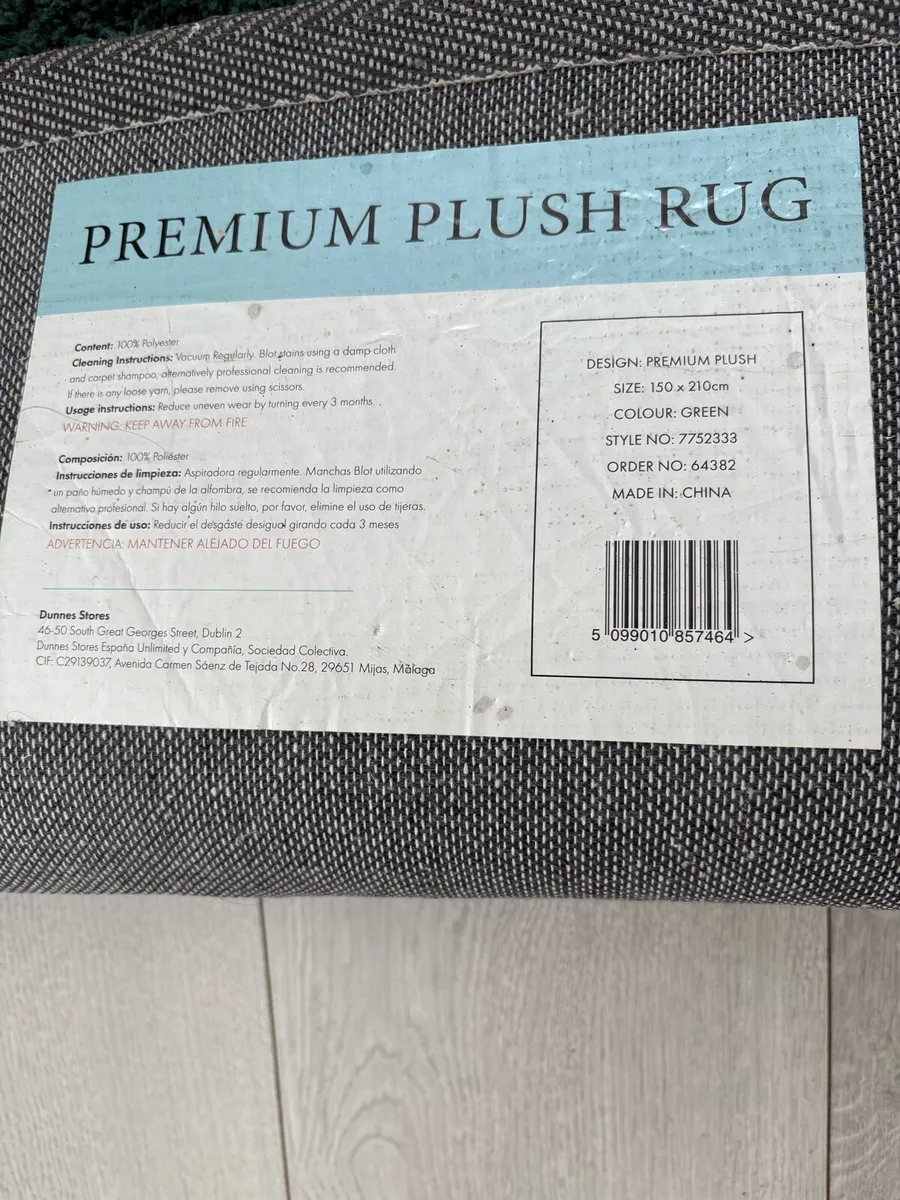 PREMIUM PLUSH RUG
Content: 100% Polyester
Cleaning Instructions: Vacuum Regularly. Blot stains using a damp cloth
and carpet shampoo, alternatively professional cleaning is recommended.
If there is any loose yarn, please remove using scissors.
Usage instructions: Reduce uneven wear by turning every 3 months
WARNING: KEEP AWAY FROM FIRE
Composición: 100% Poliéster
Instrucciones de limpieza: Aspiradora regularmente. Manchas Blot utilizando
un paño húmedo y champú de la alfombra, se recomienda la limpieza como
alternativa profesional. Si hay algún hilo suelto, por favor, elimine el uso de tijeras.
Instrucciones de uso: Reducir el desgaste desigual girando cada 3 meses
ADVERTENCIA: MANTENER ALEJADO DEL FUEGO
Dunnes Stores
46-50 South Great Georges Street, Dublin 2
Dunnes Stores España Unlimited y Compañía, Sociedad Colectiva.
CIF: C29139037, Avenida Carmen Sáenz de Tejada No.28, 29651 Mijas, Málaga
DESIGN: PREMIUM PLUSH
SIZE: 150 x 210cm
COLOUR: GREEN
STYLE NO: 7752333
ORDER NO: 64382
MADE IN: CHINA
5 099010 857464 >